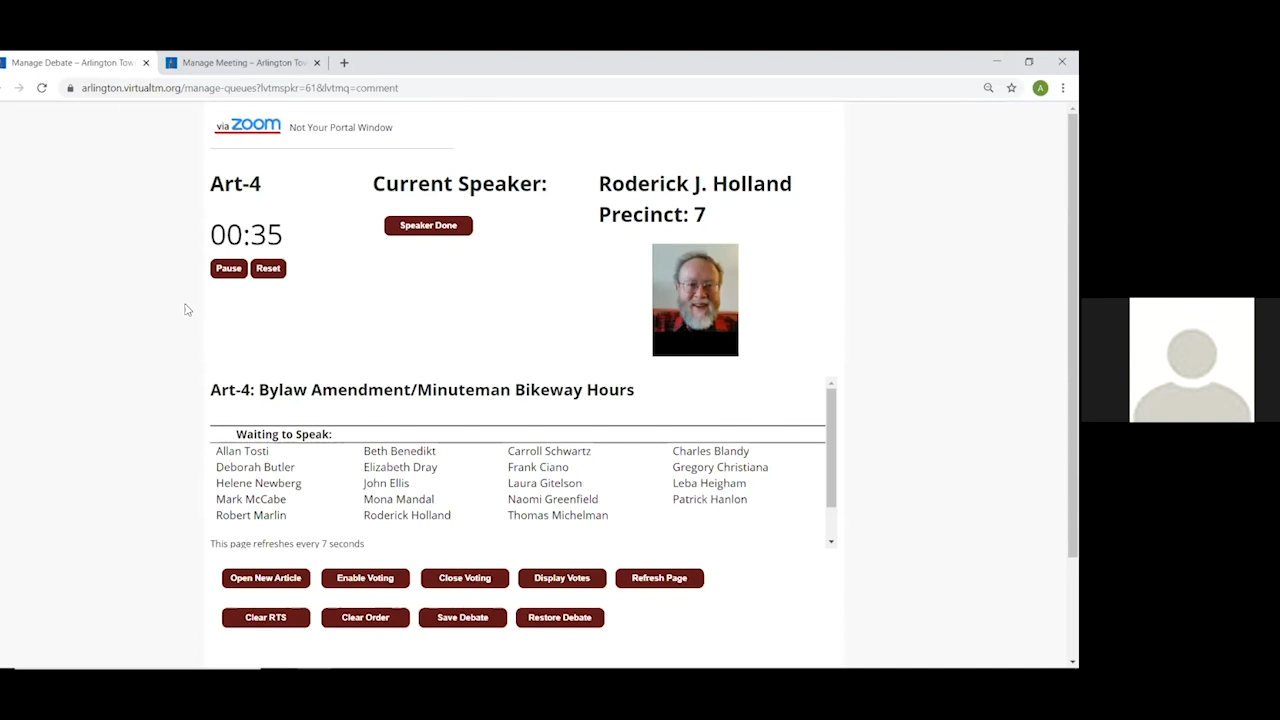 Manage Debate – Arlington Tow
Manage Meeting – Arlington Tow
arlington.virtualtm.org/manage-queues?lvtmspkr=61&lvtmq=comment
A
via zoom Not Your Portal Window
Art-4 Current Speaker: Roderick J. Holland
Precinct: 7
Speaker Done
00:35
Pause Reset
Art-4: Bylaw Amendment/Minuteman Bikeway Hours
Waiting to Speak:
Allan Tosti Beth Benedikt Carroll Schwartz Charles Blandy
Deborah Butler Elizabeth Dray Frank Ciano Gregory Christiana
Helene Newberg John Ellis Laura Gitelson Leba Heigham
Mark McCabe Mona Mandal Naomi Greenfield Patrick Hanlon
Robert Marlin Roderick Holland Thomas Michelman
This page refreshes every 7 seconds
Open New Article Enable Voting Close Voting Display Votes Refresh Page
Clear RTS Clear Order Save Debate Restore Debate